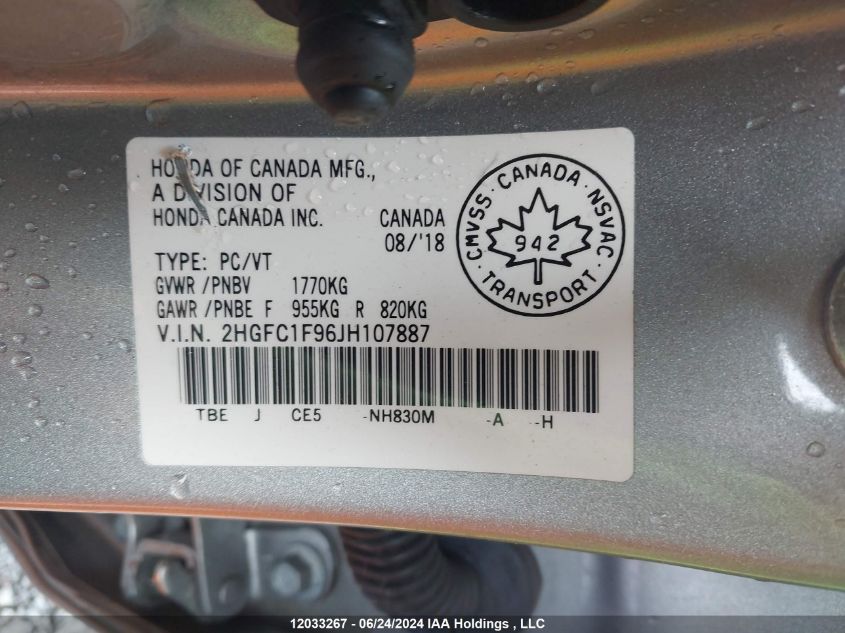 HONDA OF CANADA MFG.,
A DIVISION OF
HONDA CANADA INC. CANADA
08/'18
TYPE: PC/VT
GVWR /PNBV 1770KG
GAWR /PNBE F 955KG R 820KG
V.I.N. 2HGFC1F96JH107887
TBE J CE5 -NH830M -A -H
CMVSS · CANADA · NSVAC
942
· TRANSPORT ·
12033267 - 06/24/2024 IAA Holdings , LLC